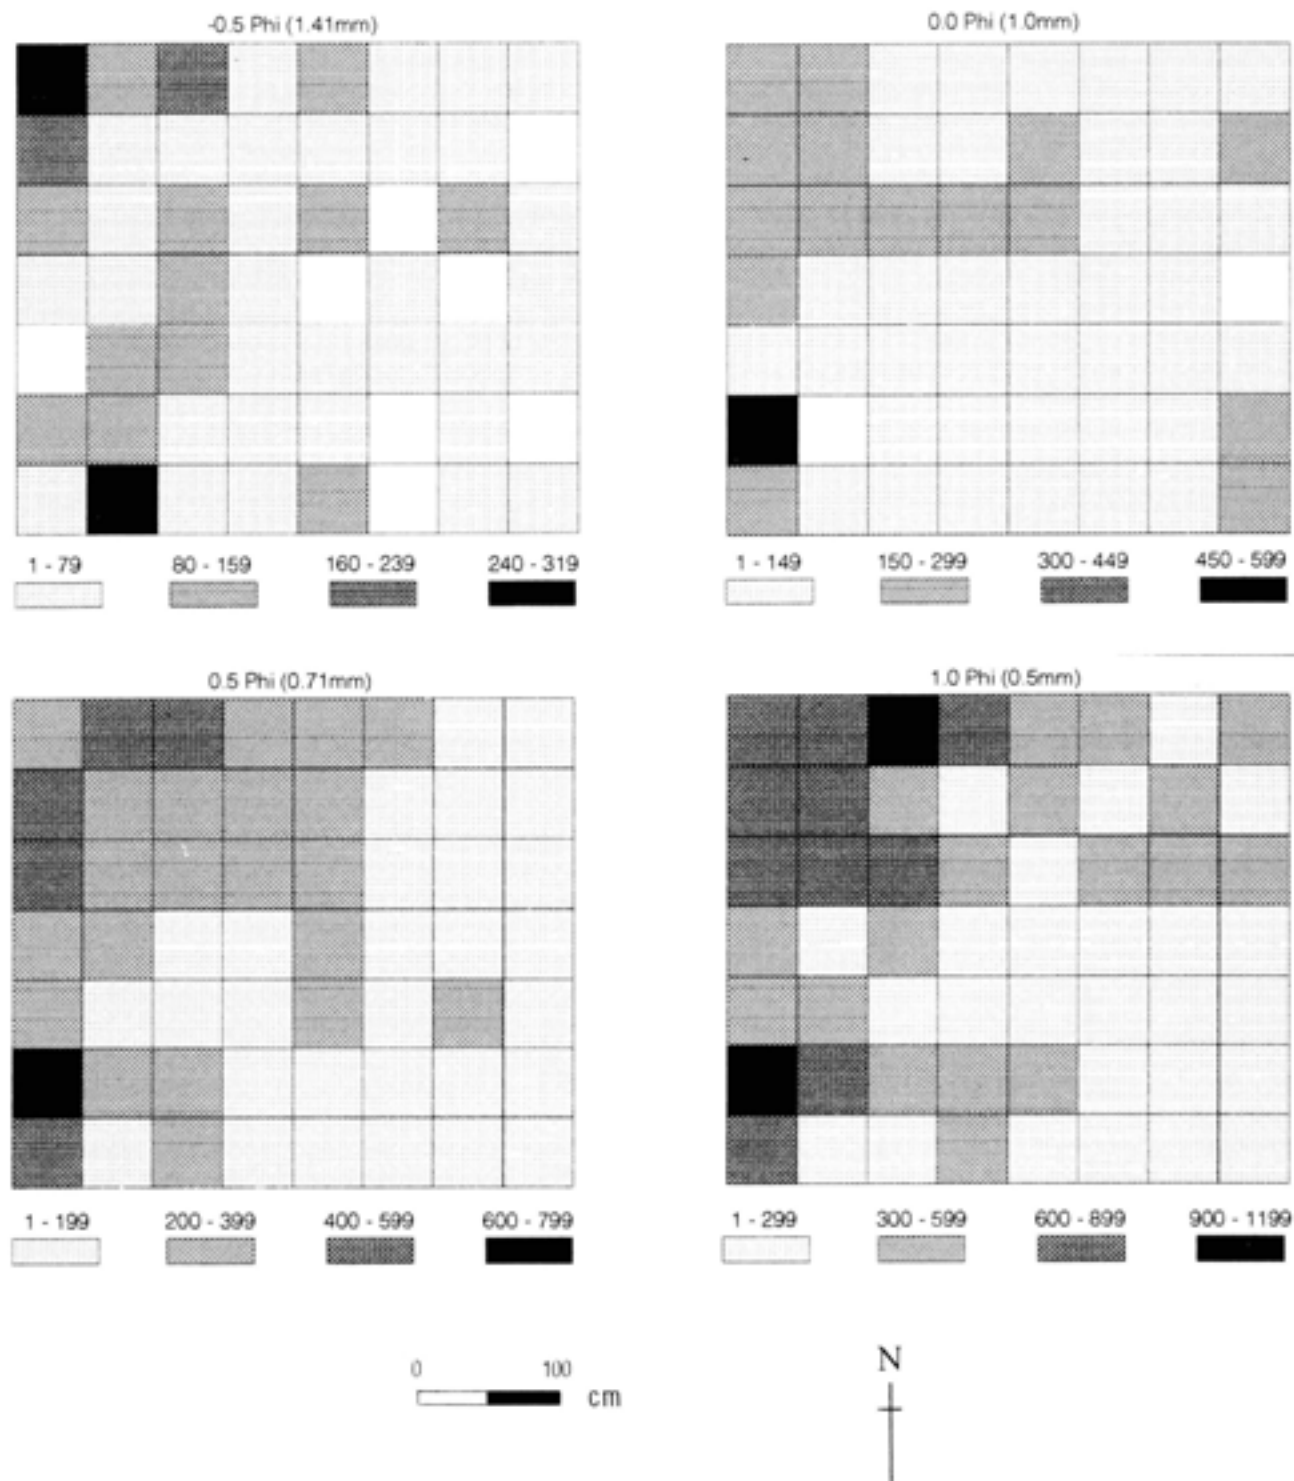 -0.5 Phi (1.41mm)
0.0 Phi (1.0mm)
1 - 79 80 - 159 160 - 239 240 - 319
1 - 149 150 - 299 300 - 449 450 - 599
0.5 Phi (0.71mm)
1.0 Phi (0.5mm)
1 - 199 200 - 399 400 - 599 600 - 799
1 - 299 300 - 599 600 - 899 900 - 1199
0 100
cm
N